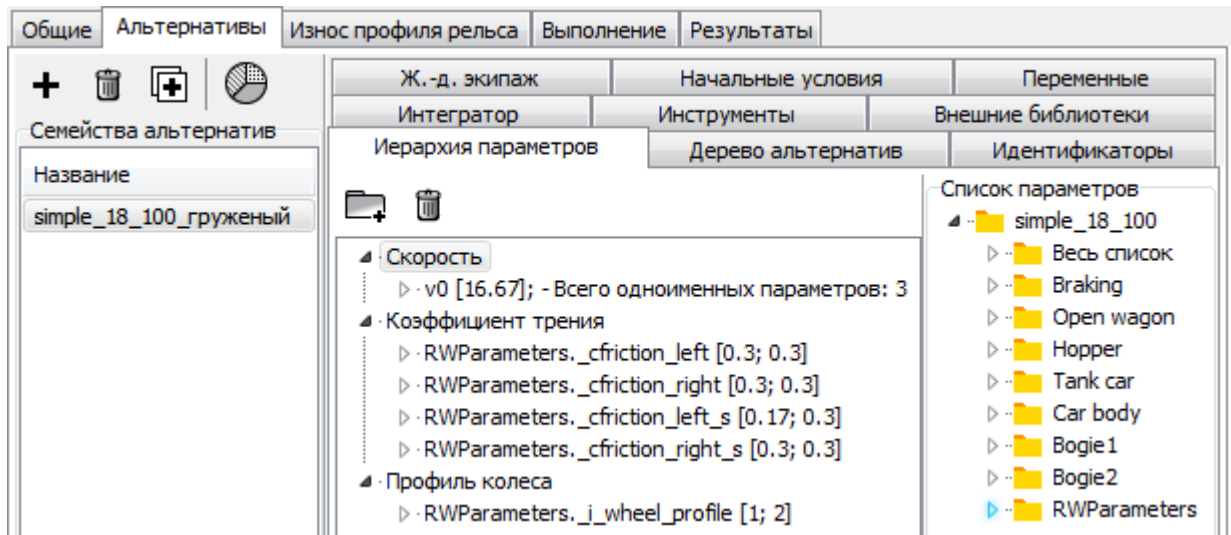 Общие Альтернативы Износ профиля рельса Выполнение Результаты
Ж.-д. экипаж Начальные условия Переменные
Интегратор Инструменты Внешние библиотеки
Иерархия параметров Дерево альтернатив Идентификаторы
Семейства альтернатив
Название
simple_18_100_груженый
Скорость
v0 [16.67]; - Всего одноименных параметров: 3
Коэффициент трения
RWParameters._cfriction_left [0.3; 0.3]
RWParameters._cfriction_right [0.3; 0.3]
RWParameters._cfriction_left_s [0.17; 0.3]
RWParameters._cfriction_right_s [0.3; 0.3]
Профиль колеса
RWParameters._i_wheel_profile [1; 2]
Список параметров
simple_18_100
Весь список
Braking
Open wagon
Hopper
Tank car
Car body
Bogie1
Bogie2
RWParameters